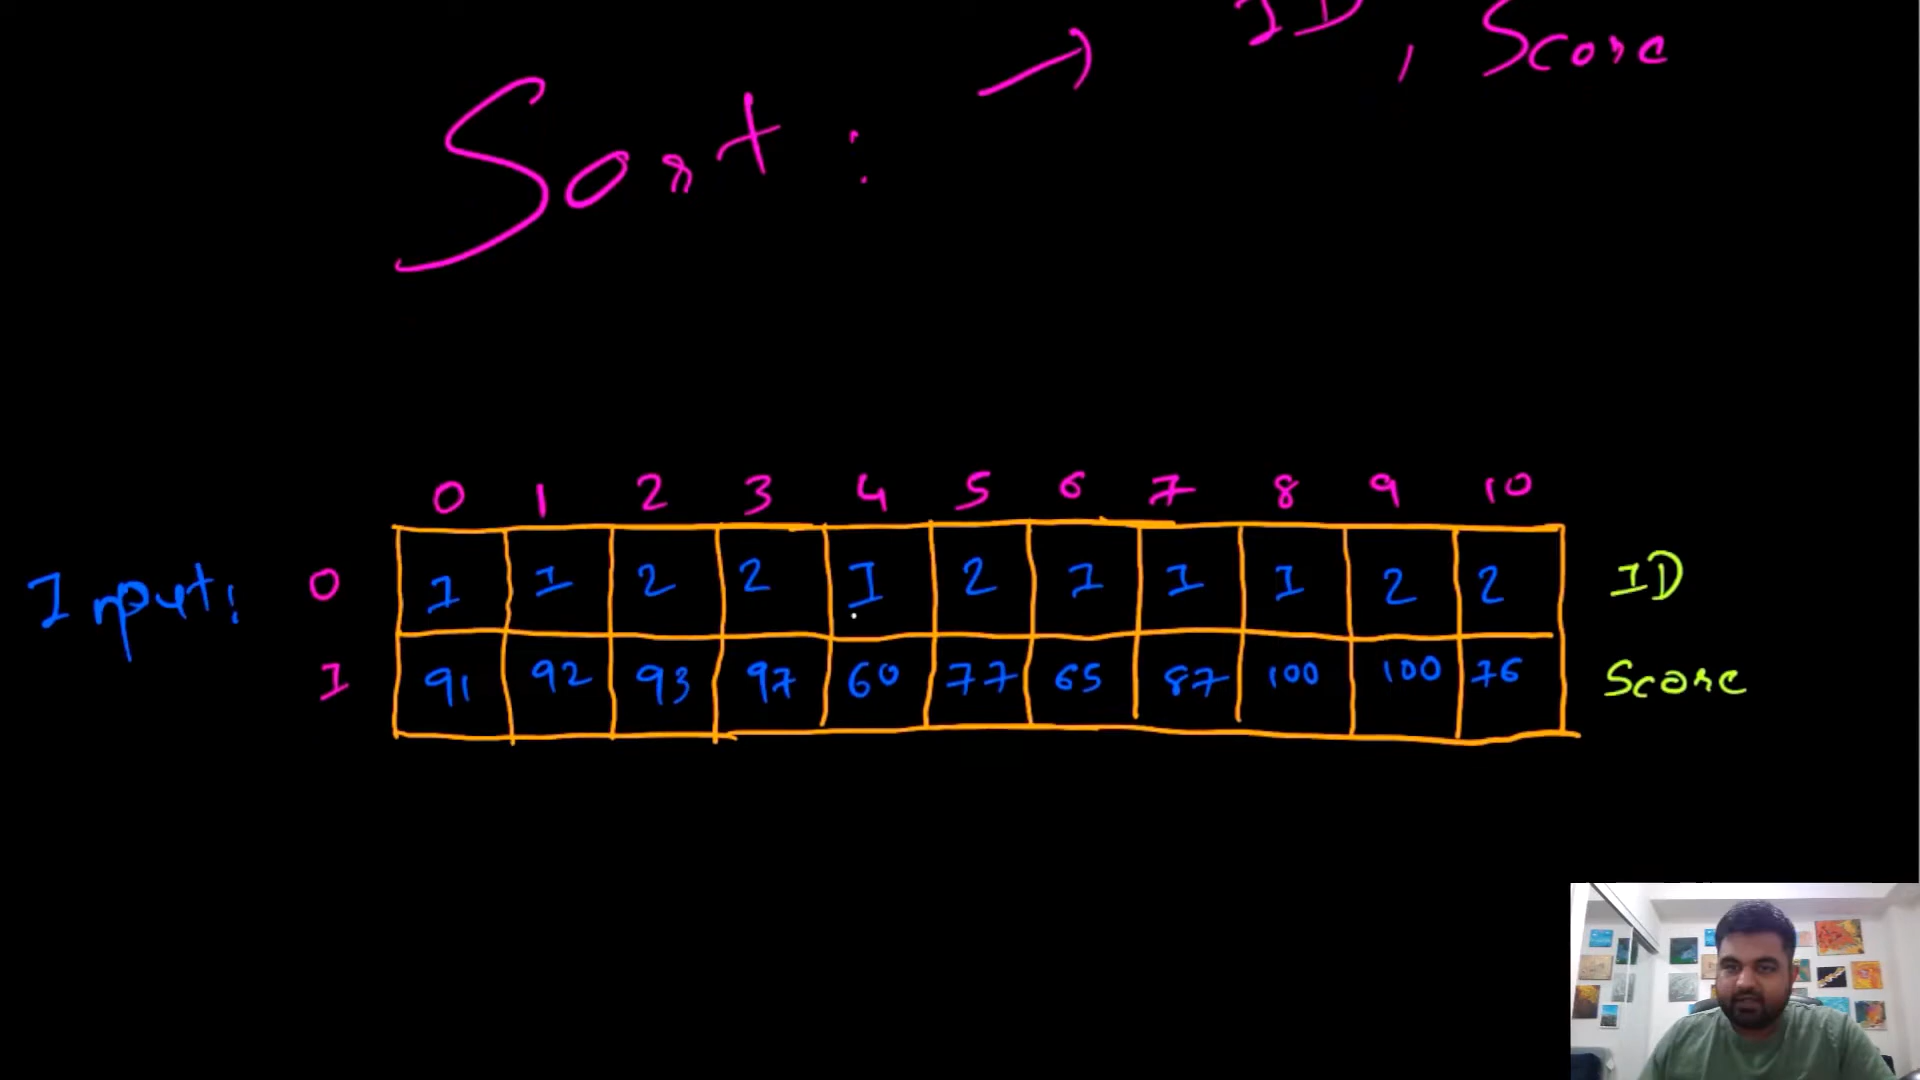 Sort : → ID, Score
0 1 2 3 4 5 6 7 8 9 10
Input: 0 1 1 2 2 1 2 1 1 1 2 2 ID
1 91 92 93 97 60 77 65 87 100 100 76 Score